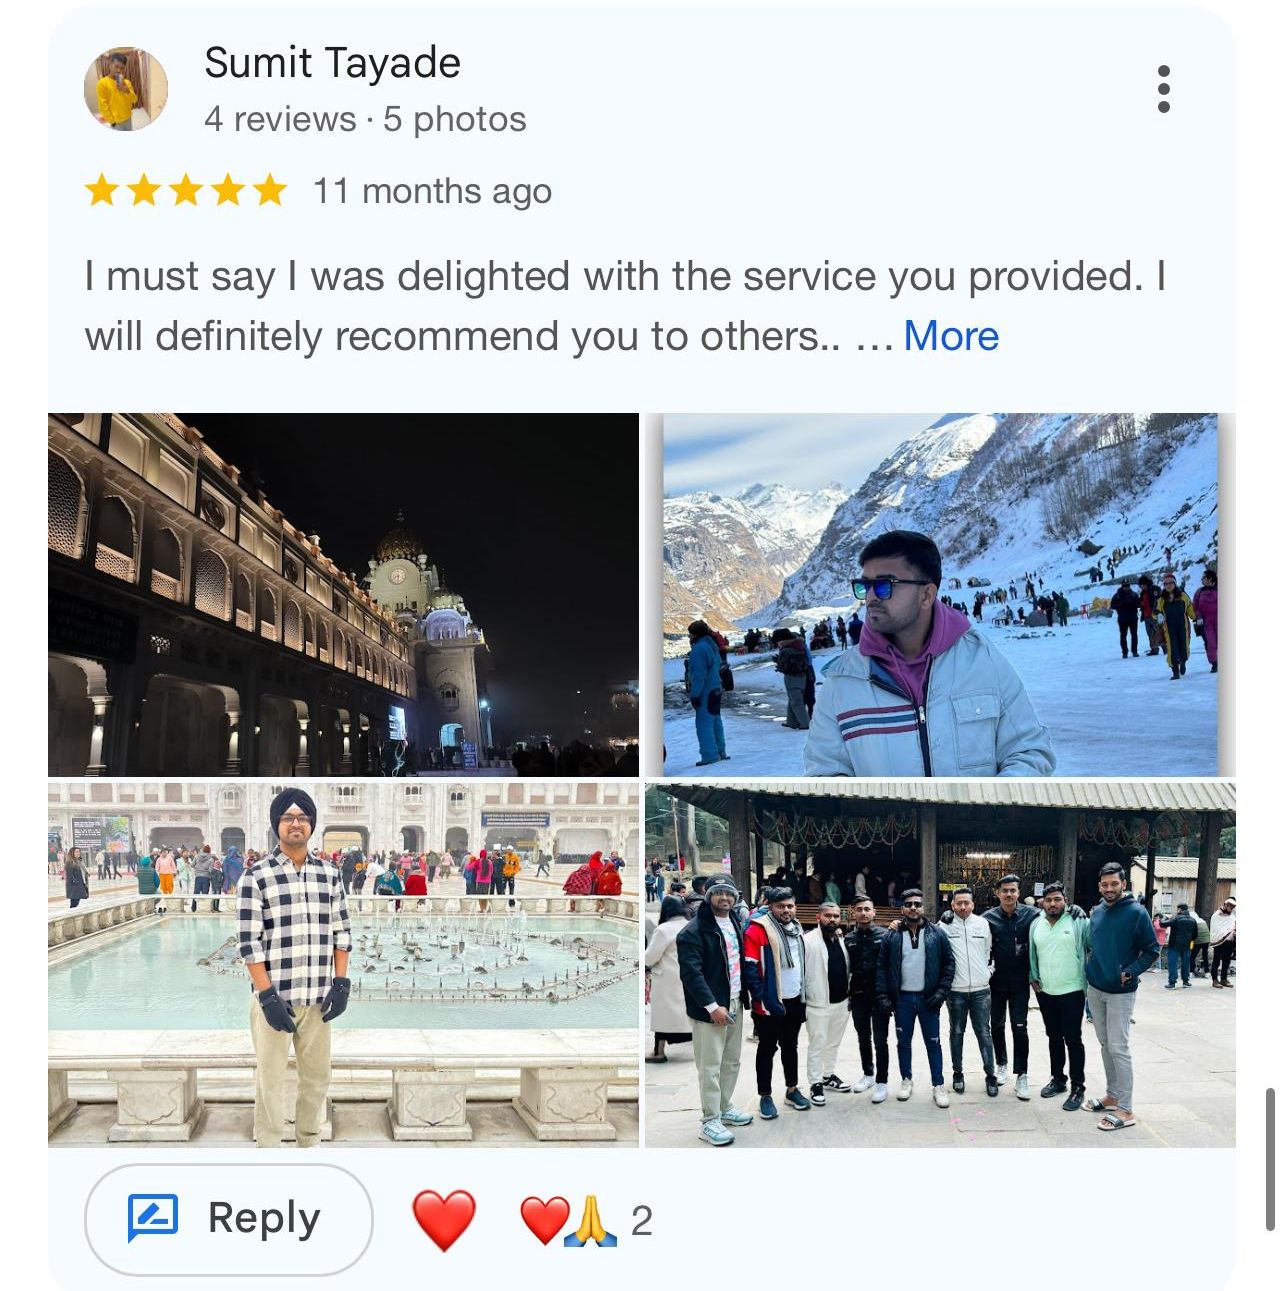 Sumit Tayade
4 reviews · 5 photos
11 months ago
I must say I was delighted with the service you provided. I
will definitely recommend you to others.. ... More
Reply
2